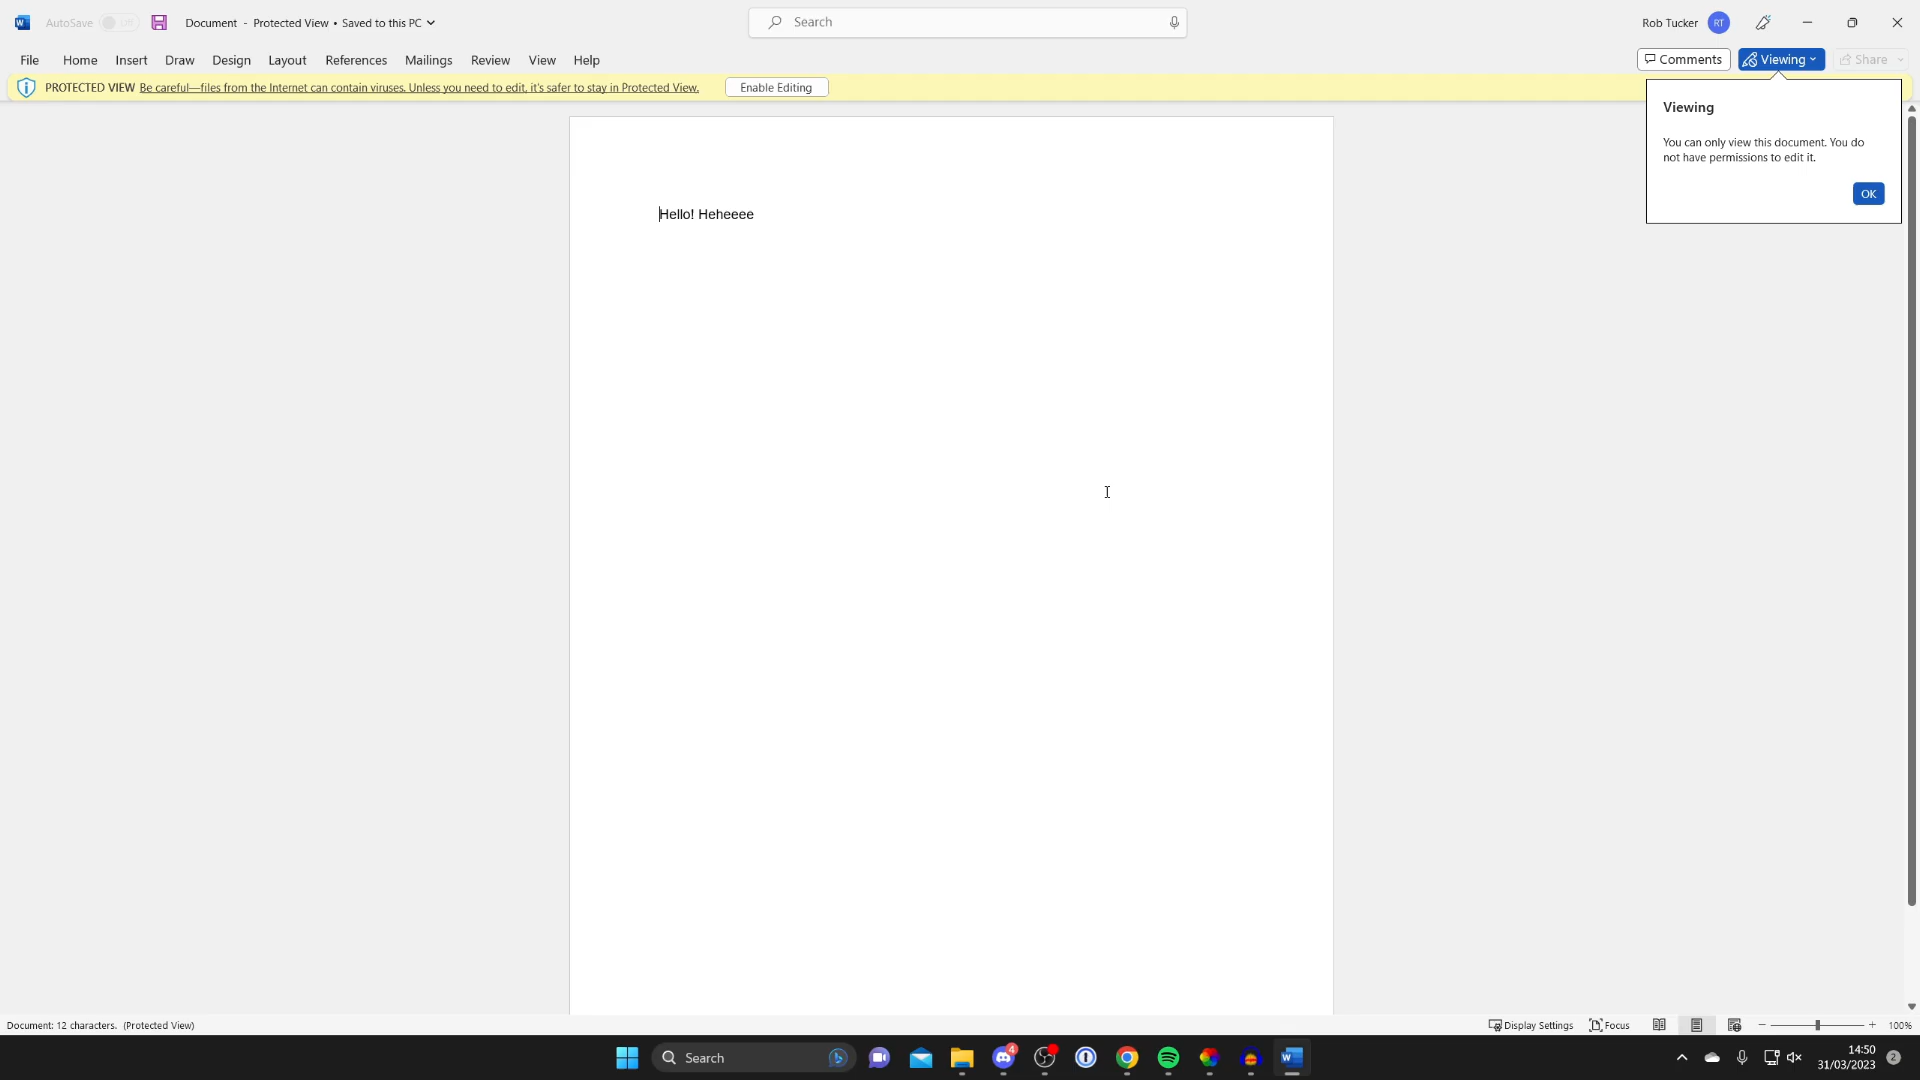 AutoSave Off Document - Protected View • Saved to this PC Search Rob Tucker RT
File Home Insert Draw Design Layout References Mailings Review View Help Comments Viewing Share
PROTECTED VIEW Be careful—files from the Internet can contain viruses. Unless you need to edit, it's safer to stay in Protected View. Enable Editing
Viewing
You can only view this document. You do
not have permissions to edit it.
OK
Hello! Heheeee
Document: 12 characters. (Protected View) Display Settings Focus 100%
Search 4 14:50
31/03/2023 2